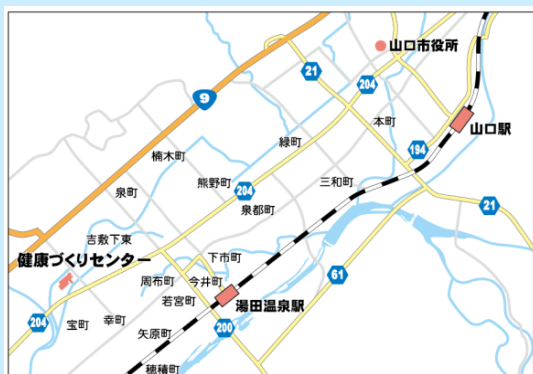 山口市役所
21
9
204
本町
山口駅
緑町
194
楠木町
熊野町
三和町
泉町
204
泉都町
21
吉敷下東
健康づくりセンター
下市町
61
周布町
今井町
若宮町
湯田温泉駅
204
宝町
幸町
矢原町
200
穂積町